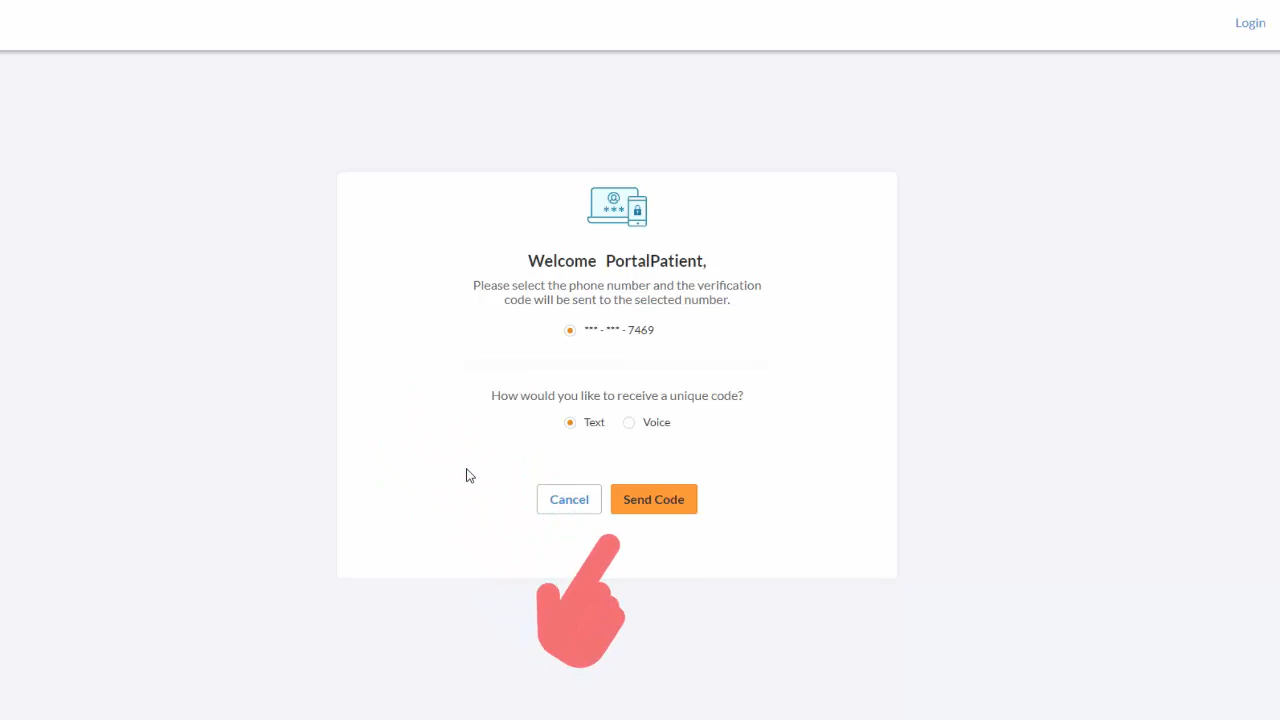 Login
Welcome PortalPatient,
Please select the phone number and the verification
code will be sent to the selected number.
*** - *** - 7469
How would you like to receive a unique code?
Text Voice
Cancel Send Code